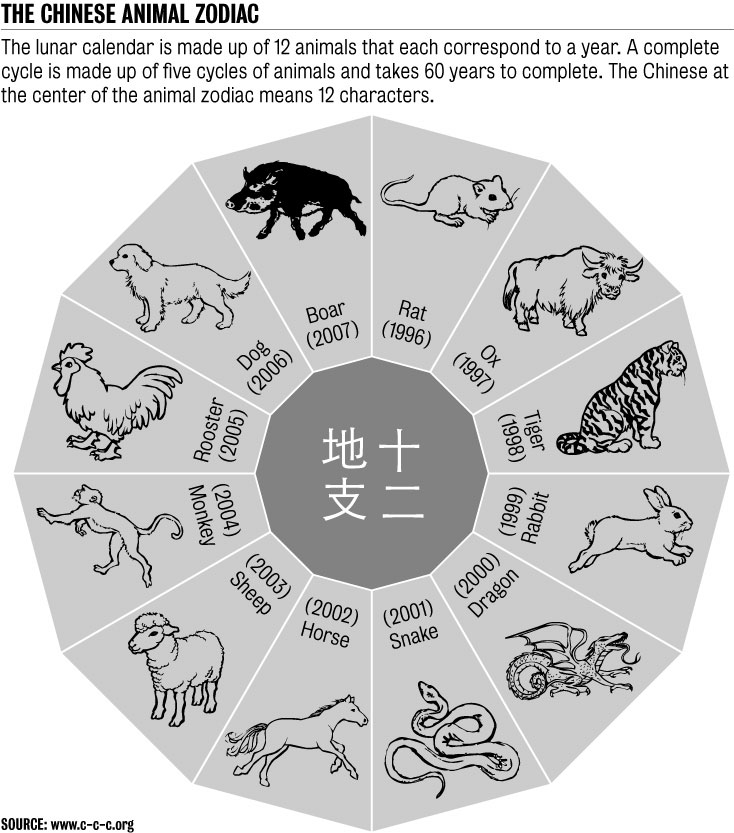 THE CHINESE ANIMAL ZODIAC
The lunar calendar is made up of 12 animals that each correspond to a year. A complete
cycle is made up of five cycles of animals and takes 60 years to complete. The Chinese at
the center of the animal zodiac means 12 characters.
Rat
(1996)
Ox
(1997)
Tiger
(1998)
(1999)
Rabbit
(2000)
Dragon
(2001)
Snake
(2002)
Horse
(2003)
Sheep
(2004)
Monkey
Rooster
(2005)
Dog
(2006)
Boar
(2007)
十二
地支
SOURCE: www.c-c-c.org